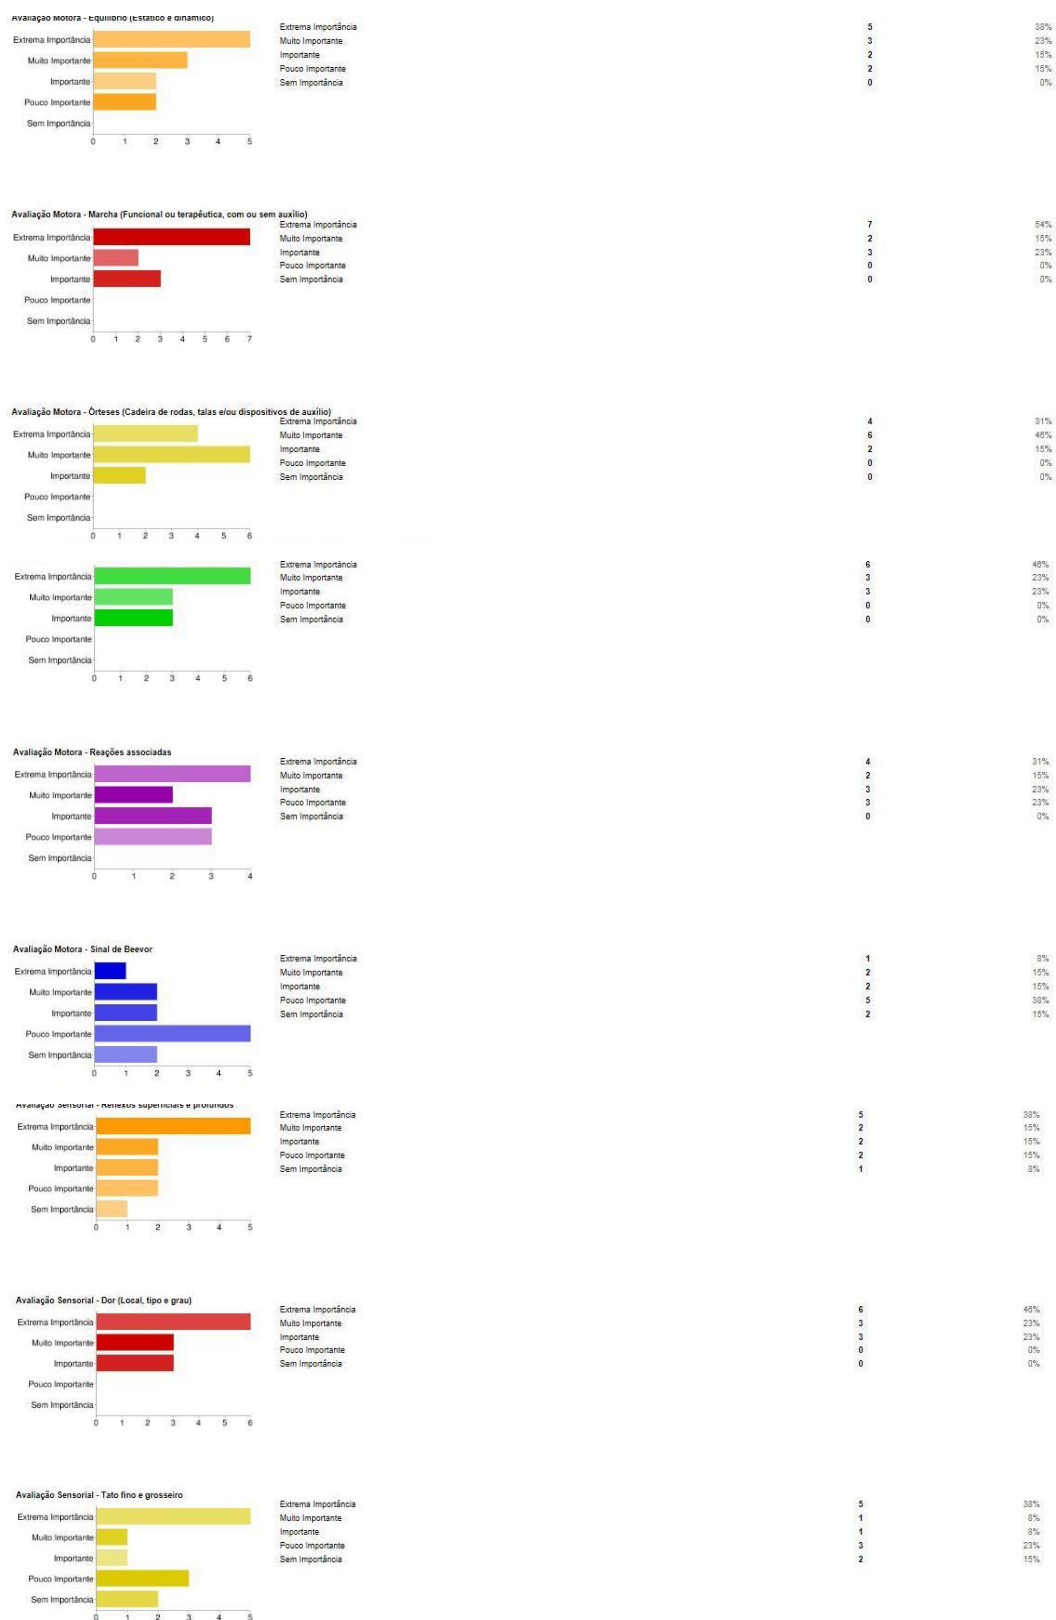 Avaliação Motora - Equilíbrio (Estático e dinâmico)
Extrema Importância
Muito Importante
Importante
Pouco Importante
Sem Importância
0 1 2 3 4 5
Extrema Importância 5 38%
Muito Importante 3 23%
Importante 2 15%
Pouco Importante 2 15%
Sem Importância 0 0%
Avaliação Motora - Marcha (Funcional ou terapêutica, com ou sem auxílio)
Extrema Importância
Muito Importante
Importante
Pouco Importante
Sem Importância
0 1 2 3 4 5 6 7
Extrema Importância 7 54%
Muito Importante 2 15%
Importante 3 23%
Pouco Importante 0 0%
Sem Importância 0 0%
Avaliação Motora - Órteses (Cadeira de rodas, talas e/ou dispositivos de auxílio)
Extrema Importância
Muito Importante
Importante
Pouco Importante
Sem Importância
0 1 2 3 4 5 6
Extrema Importância 4 31%
Muito Importante 6 46%
Importante 2 15%
Pouco Importante 0 0%
Sem Importância 0 0%
Extrema Importância
Muito Importante
Importante
Pouco Importante
Sem Importância
0 1 2 3 4 5 6
Extrema Importância 6 46%
Muito Importante 3 23%
Importante 3 23%
Pouco Importante 0 0%
Sem Importância 0 0%
Avaliação Motora - Reações associadas
Extrema Importância
Muito Importante
Importante
Pouco Importante
Sem Importância
0 1 2 3 4
Extrema Importância 4 31%
Muito Importante 2 15%
Importante 3 23%
Pouco Importante 3 23%
Sem Importância 0 0%
Avaliação Motora - Sinal de Beevor
Extrema Importância
Muito Importante
Importante
Pouco Importante
Sem Importância
0 1 2 3 4 5
Extrema Importância 1 8%
Muito Importante 2 15%
Importante 2 15%
Pouco Importante 5 38%
Sem Importância 2 15%
Avaliação Sensorial - Reflexos superficiais e profundos
Extrema Importância
Muito Importante
Importante
Pouco Importante
Sem Importância
0 1 2 3 4 5
Extrema Importância 5 38%
Muito Importante 2 15%
Importante 2 15%
Pouco Importante 2 15%
Sem Importância 1 8%
Avaliação Sensorial - Dor (Local, tipo e grau)
Extrema Importância
Muito Importante
Importante
Pouco Importante
Sem Importância
0 1 2 3 4 5 6
Extrema Importância 6 46%
Muito Importante 3 23%
Importante 3 23%
Pouco Importante 0 0%
Sem Importância 0 0%
Avaliação Sensorial - Tato fino e grosseiro
Extrema Importância
Muito Importante
Importante
Pouco Importante
Sem Importância
0 1 2 3 4 5
Extrema Importância 5 38%
Muito Importante 1 8%
Importante 1 8%
Pouco Importante 3 23%
Sem Importância 2 15%